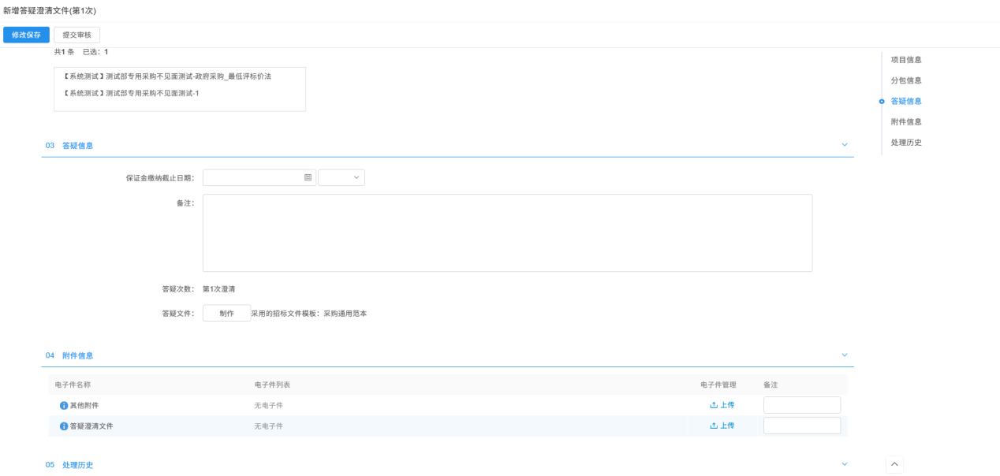 新增答疑澄清文件(第1次)
修改保存 提交审核
共1 条 已选：1
【系统测试】测试部专用采购不见面测试-政府采购_最低评标价法
【系统测试】测试部专用采购不见面测试-1
项目信息
分包信息
答疑信息
附件信息
处理历史
03 答疑信息
保证金缴纳截止日期：
备注：
答疑次数： 第1次澄清
答疑文件： 制作 采用的招标文件模板：采购通用范本
04 附件信息
电子件名称 电子件列表 电子件管理 备注
其他附件 无电子件 上传
答疑澄清文件 无电子件 上传
05 处理历史